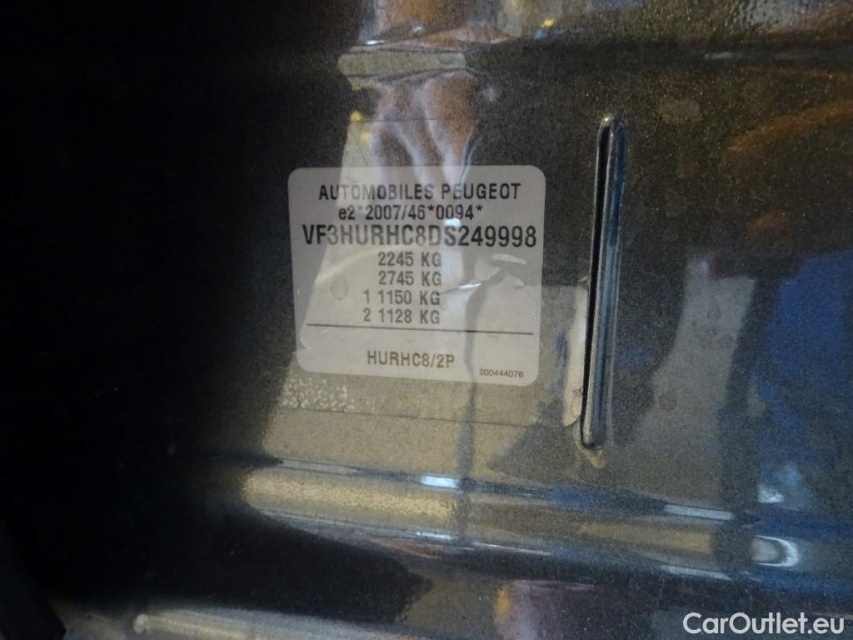 AUTOMOBILES PEUGEOT
e2*2007/46*0094*
VF3HURHC8DS249998
2245 KG
2745 KG
1 1150 KG
2 1128 KG
HURHC8/2P
200444076
CarOutlet.eu